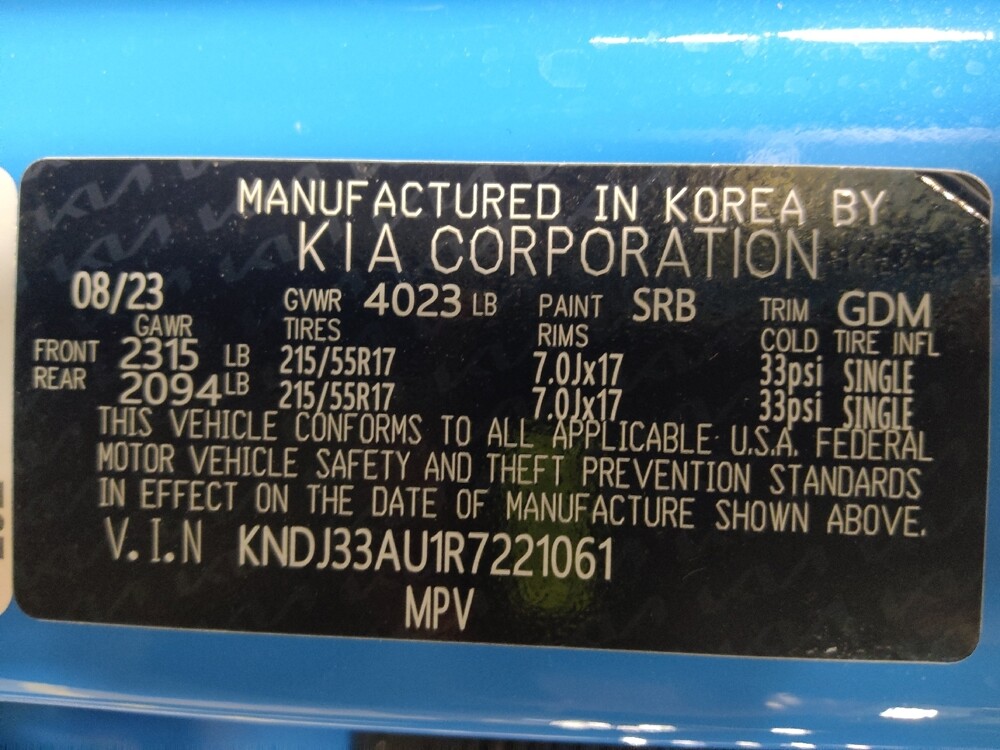 MANUFACTURED IN KOREA BY
KIA CORPORATION
08/23 GVWR 4023 LB PAINT SRB TRIM GDM
GAWR TIRES RIMS COLD TIRE INFL
FRONT 2315 LB 215/55R17 7.0Jx17 33psi SINGLE
REAR 2094 LB 215/55R17 7.0Jx17 33psi SINGLE
THIS VEHICLE CONFORMS TO ALL APPLICABLE U.S.A. FEDERAL
MOTOR VEHICLE SAFETY AND THEFT PREVENTION STANDARDS
IN EFFECT ON THE DATE OF MANUFACTURE SHOWN ABOVE.
V.I.N KNDJ33AU1R7221061
MPV